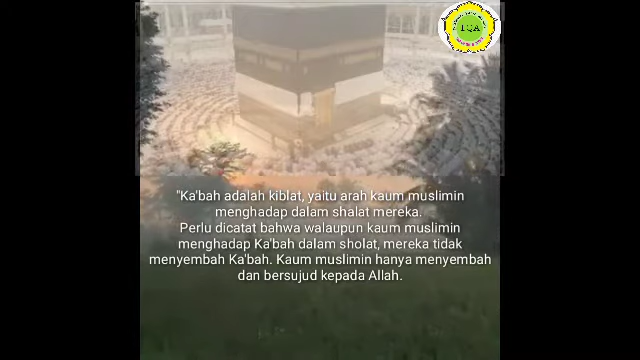 TQA
"Ka'bah adalah kiblat, yaitu arah kaum muslimin
menghadap dalam shalat mereka.
Perlu dicatat bahwa walaupun kaum muslimin
menghadap Ka'bah dalam sholat, mereka tidak
menyembah Ka'bah. Kaum muslimin hanya menyembah
dan bersujud kepada Allah.